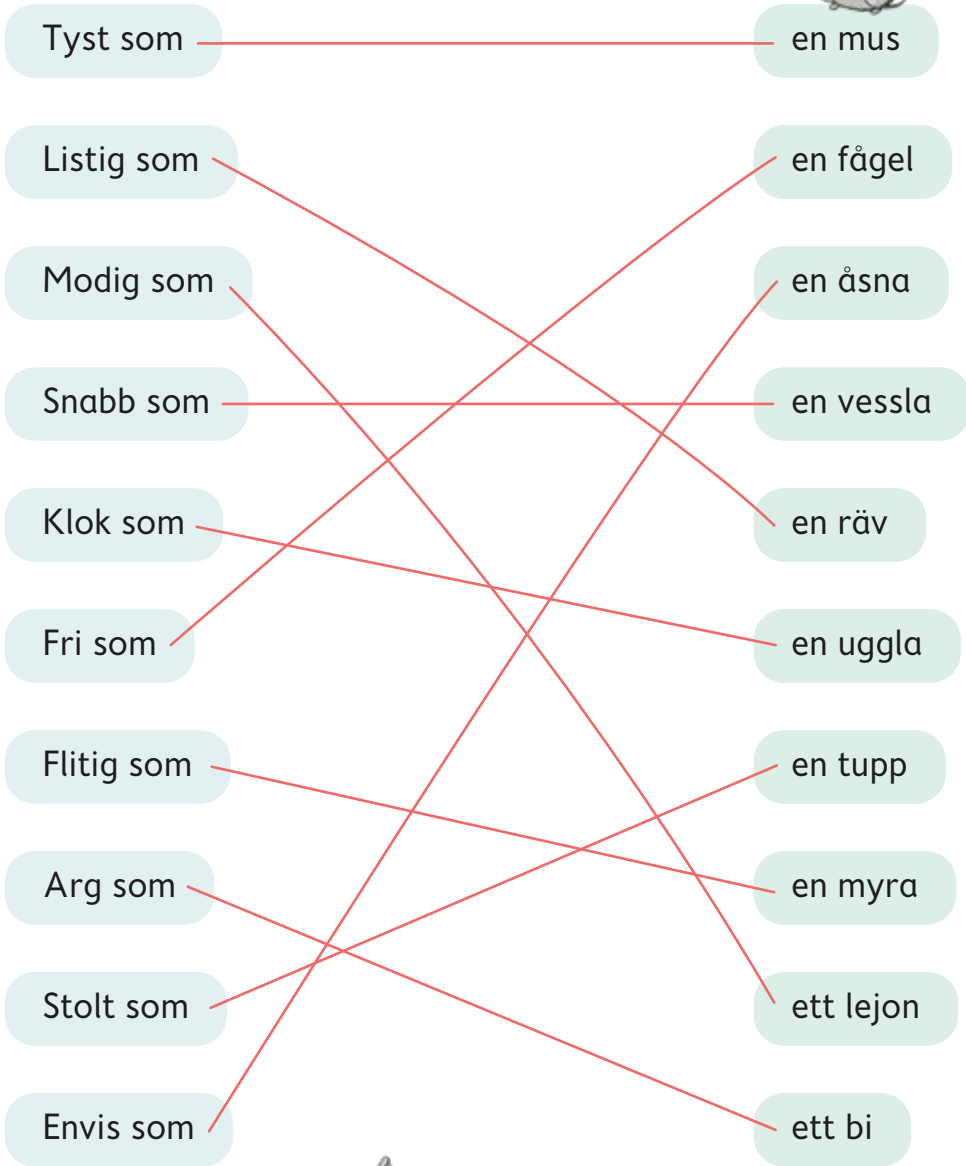 Tyst som en mus
Listig som en fågel
Modig som en åsna
Snabb som en vessla
Klok som en räv
Fri som en uggla
Flitig som en tupp
Arg som en myra
Stolt som ett lejon
Envis som ett bi